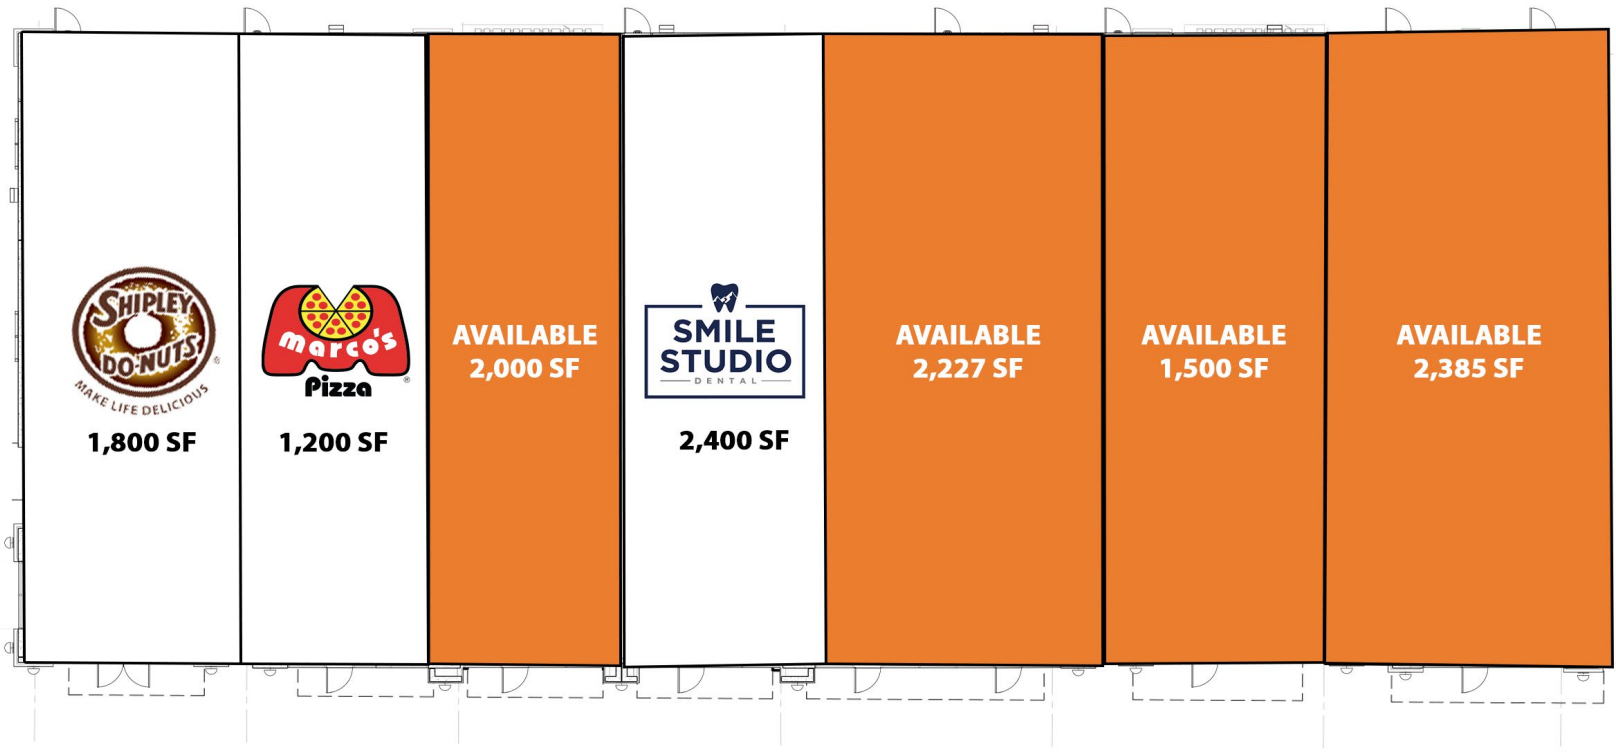 SHIPLEY
DO-NUTS
®
MAKE LIFE DELICIOUS
1,800 SF
marco's
Pizza
®
1,200 SF
AVAILABLE
2,000 SF
SMILE
STUDIO
DENTAL
2,400 SF
AVAILABLE
2,227 SF
AVAILABLE
1,500 SF
AVAILABLE
2,385 SF